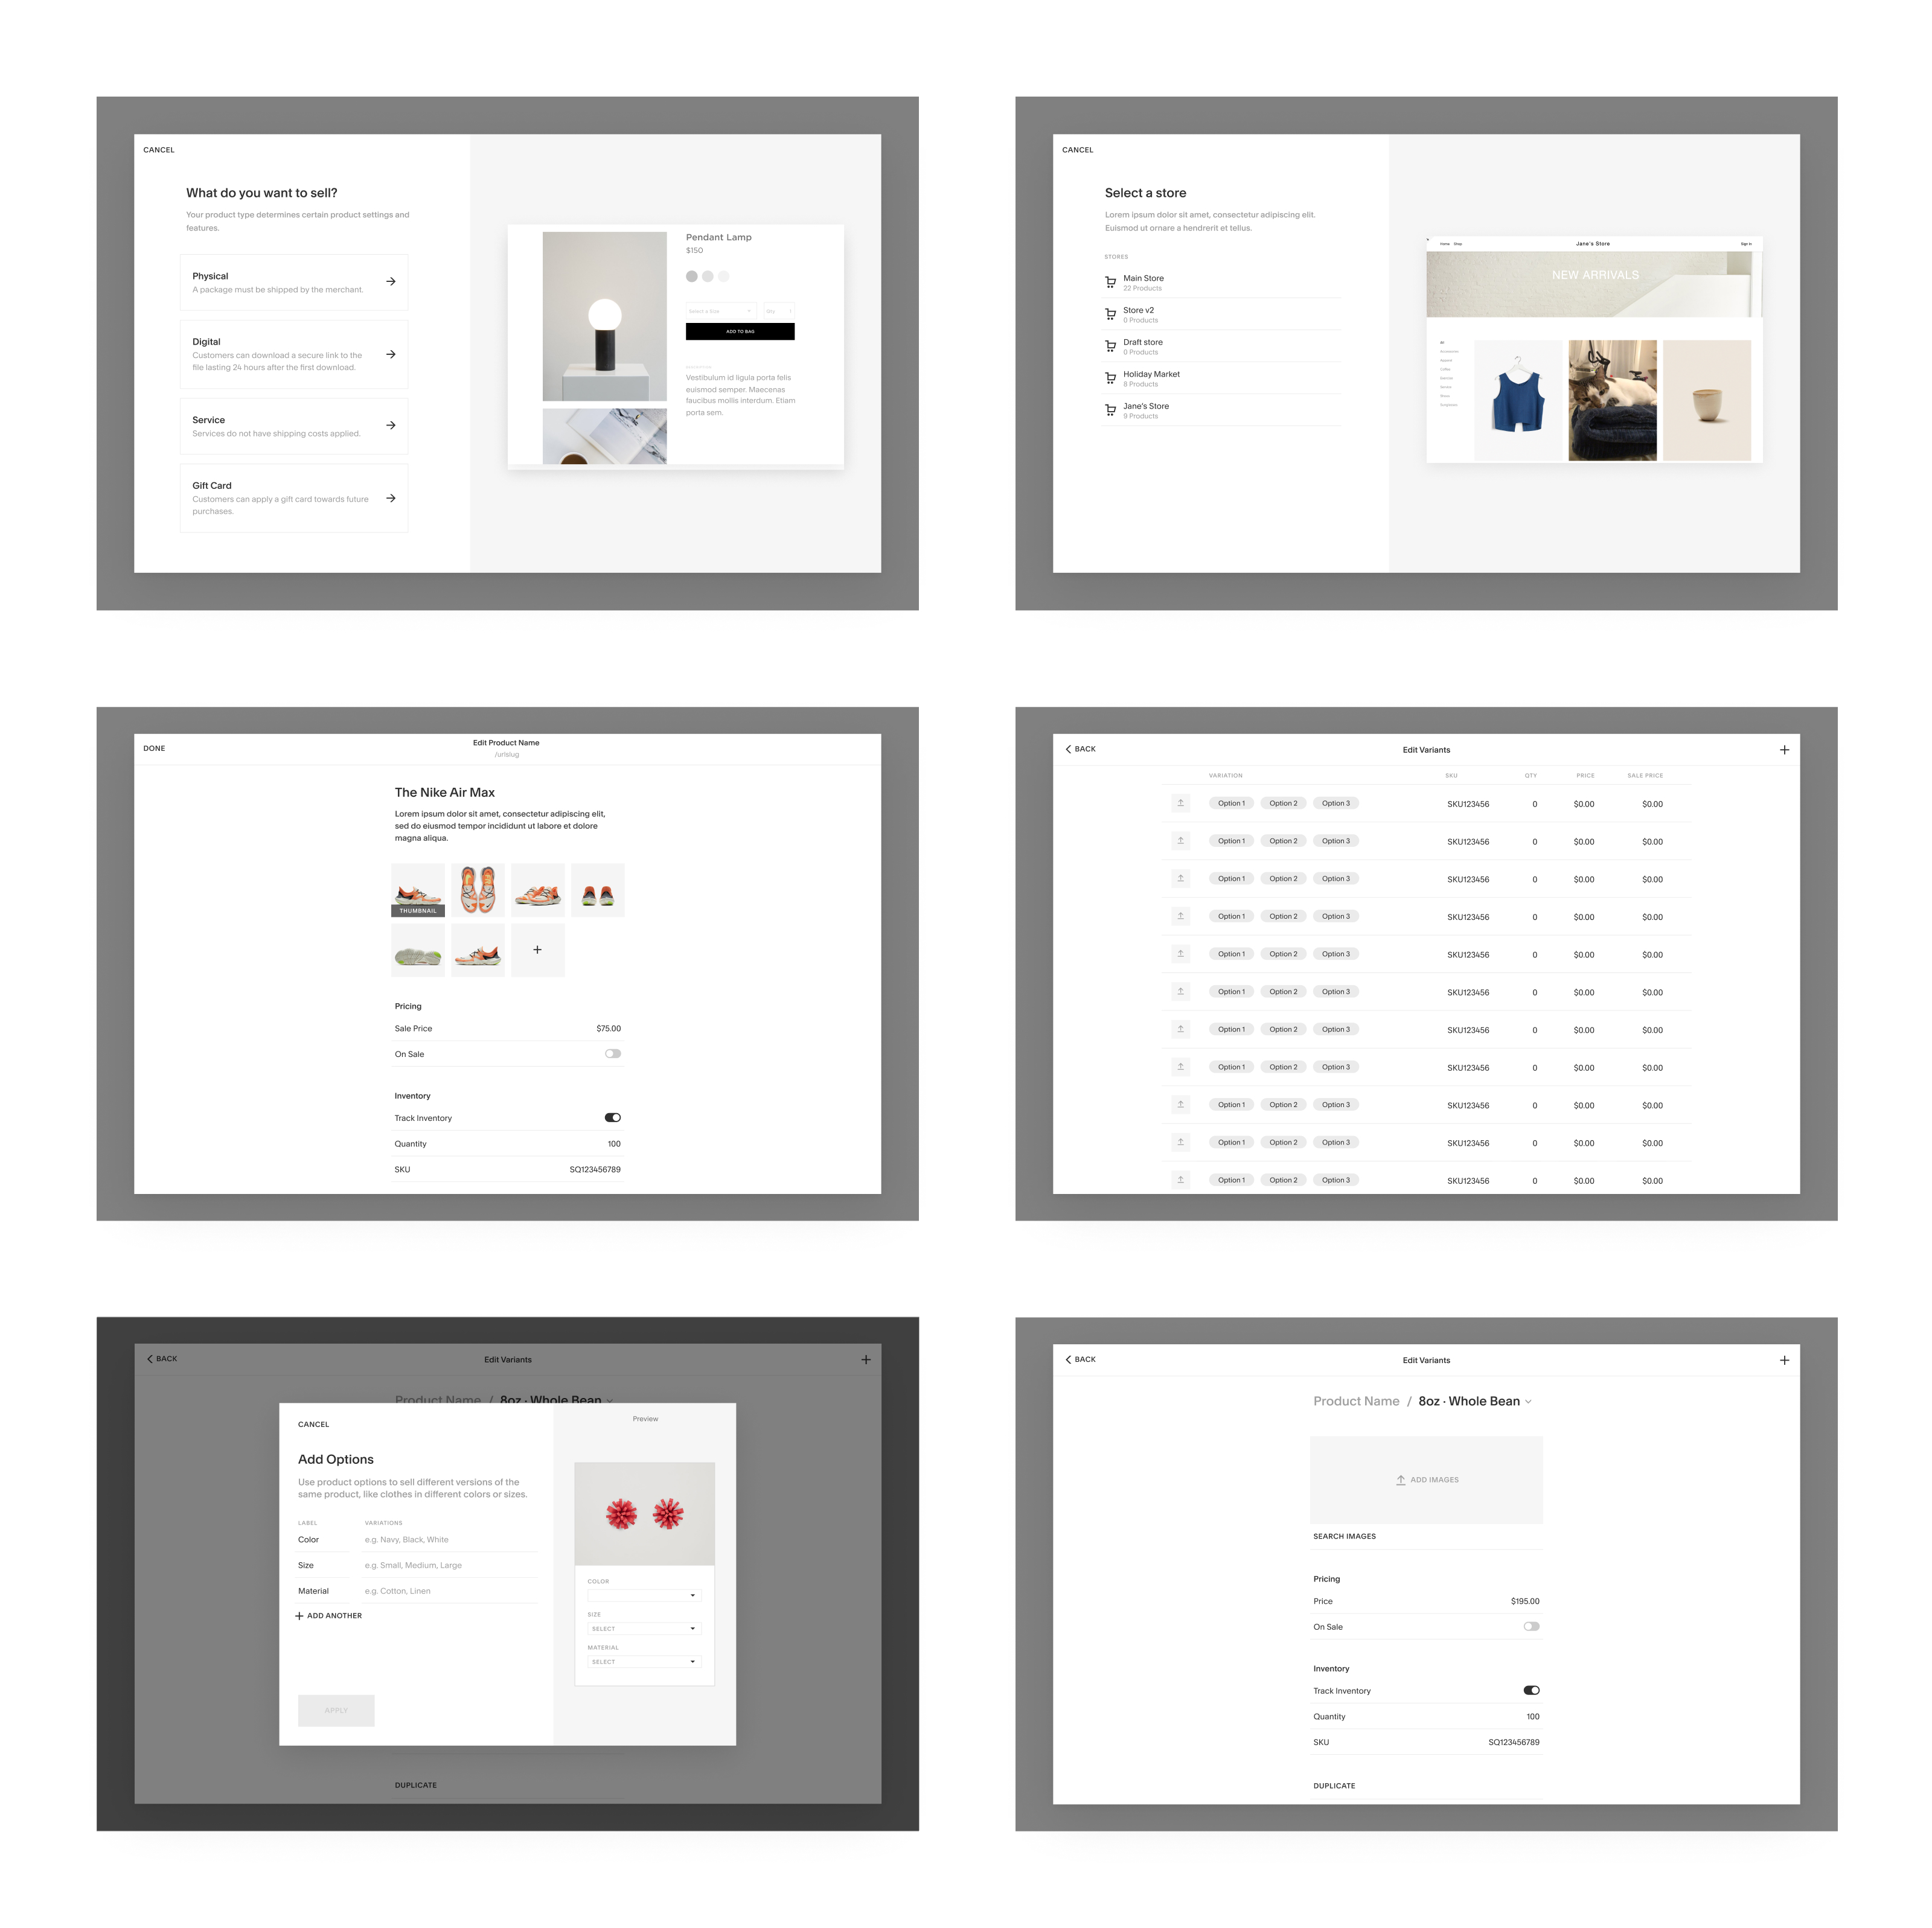 CANCEL
What do you want to sell?
Your product type determines certain product settings and
features.
Physical
A package must be shipped by the merchant.
Digital
Customers can download a secure link to the
file lasting 24 hours after the first download.
Service
Services do not have shipping costs applied.
Gift Card
Customers can apply a gift card towards future
purchases.
Pendant Lamp
$150
Select a Size
Qty
ADD TO BAG
Vestibulum id ligula porta felis
euismod semper. Maecenas
faucibus mollis interdum. Etiam
porta sem.
CANCEL
Select a store
Lorem ipsum dolor sit amet, consectetur adipiscing elit.
Euismod ut ornare a hendrerit et tellus.
STORES
Main Store
22 Products
Store v2
0 Products
Draft store
0 Products
Holiday Market
8 Products
Jane's Store
9 Products
Home Shop
Jane's Store
Sign In
NEW ARRIVALS
DONE
Edit Product Name
/urlslug
The Nike Air Max
Lorem ipsum dolor sit amet, consectetur adipiscing elit,
sed do eiusmod tempor incididunt ut labore et dolore
magna aliqua.
THUMBNAIL
Pricing
Sale Price $75.00
On Sale
Inventory
Track Inventory
Quantity 100
SKU SQ123456789
BACK
Edit Variants
VARIATION SKU QTY PRICE SALE PRICE
Option 1 Option 2 Option 3 SKU123456 0 $0.00 $0.00
Option 1 Option 2 Option 3 SKU123456 0 $0.00 $0.00
Option 1 Option 2 Option 3 SKU123456 0 $0.00 $0.00
Option 1 Option 2 Option 3 SKU123456 0 $0.00 $0.00
Option 1 Option 2 Option 3 SKU123456 0 $0.00 $0.00
Option 1 Option 2 Option 3 SKU123456 0 $0.00 $0.00
Option 1 Option 2 Option 3 SKU123456 0 $0.00 $0.00
Option 1 Option 2 Option 3 SKU123456 0 $0.00 $0.00
Option 1 Option 2 Option 3 SKU123456 0 $0.00 $0.00
Option 1 Option 2 Option 3 SKU123456 0 $0.00 $0.00
Option 1 Option 2 Option 3 SKU123456 0 $0.00 $0.00
BACK
Edit Variants
Product Name / 8oz · Whole Bean
CANCEL
Add Options
Use product options to sell different versions of the
same product, like clothes in different colors or sizes.
LABEL VARIATIONS
Color e.g. Navy, Black, White
Size e.g. Small, Medium, Large
Material e.g. Cotton, Linen
ADD ANOTHER
APPLY
Preview
COLOR
SIZE
SELECT
MATERIAL
SELECT
DUPLICATE
BACK
Edit Variants
Product Name / 8oz · Whole Bean
ADD IMAGES
SEARCH IMAGES
Pricing
Price $195.00
On Sale
Inventory
Track Inventory
Quantity 100
SKU SQ123456789
DUPLICATE